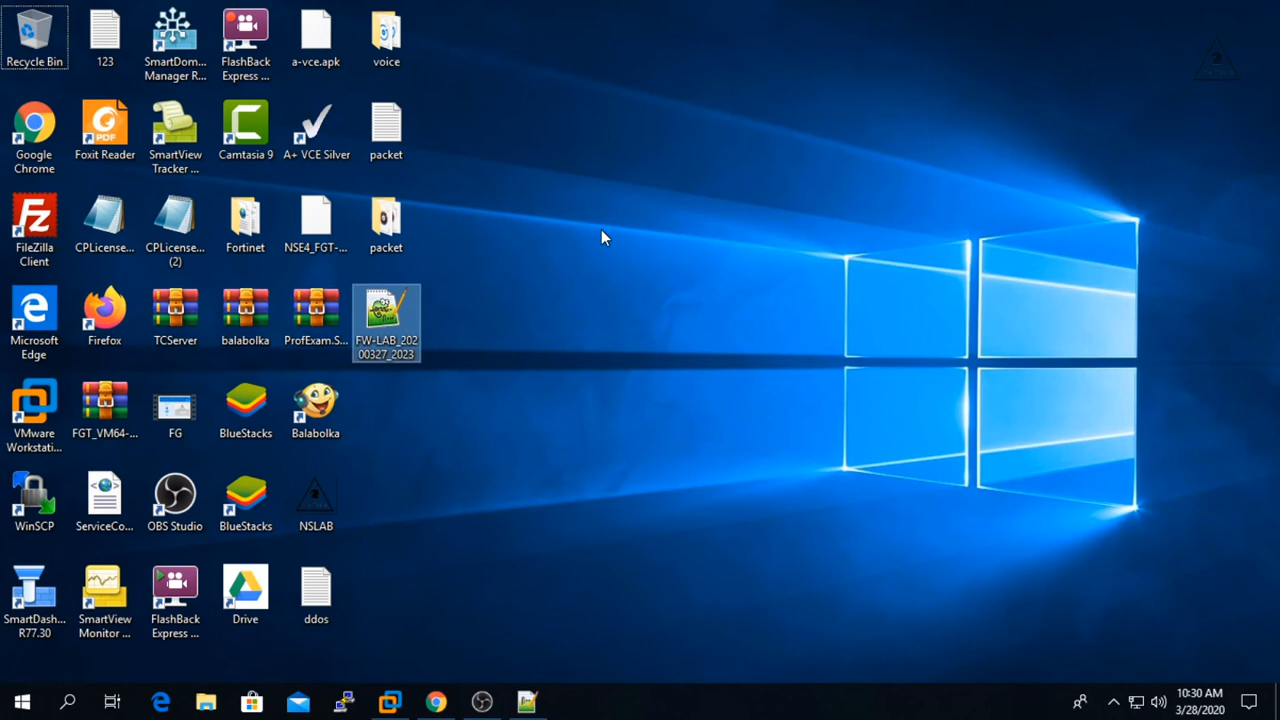 Recycle Bin
123
SmartDom...
Manager R...
FlashBack
Express ...
a-vce.apk
voice
Google
Chrome
PDF
Foxit Reader
SmartView
Tracker ...
Camtasia 9
A+ VCE Silver
packet
FileZilla
Client
CPLicense...
CPLicense...
(2)
Fortinet
NSE4_FGT-...
packet
Microsoft
Edge
Firefox
TCServer
balabolka
ProfExam.S...
FW-LAB_202
00327_2023
VMware
Workstati...
FGT_VM64-...
FG
BlueStacks
Balabolka
WinSCP
ServiceCo...
OBS Studio
BlueStacks
NSLAB
SmartDash...
R77.30
SmartView
Monitor ...
FlashBack
Express ...
Drive
ddos
10:30 AM
3/28/2020